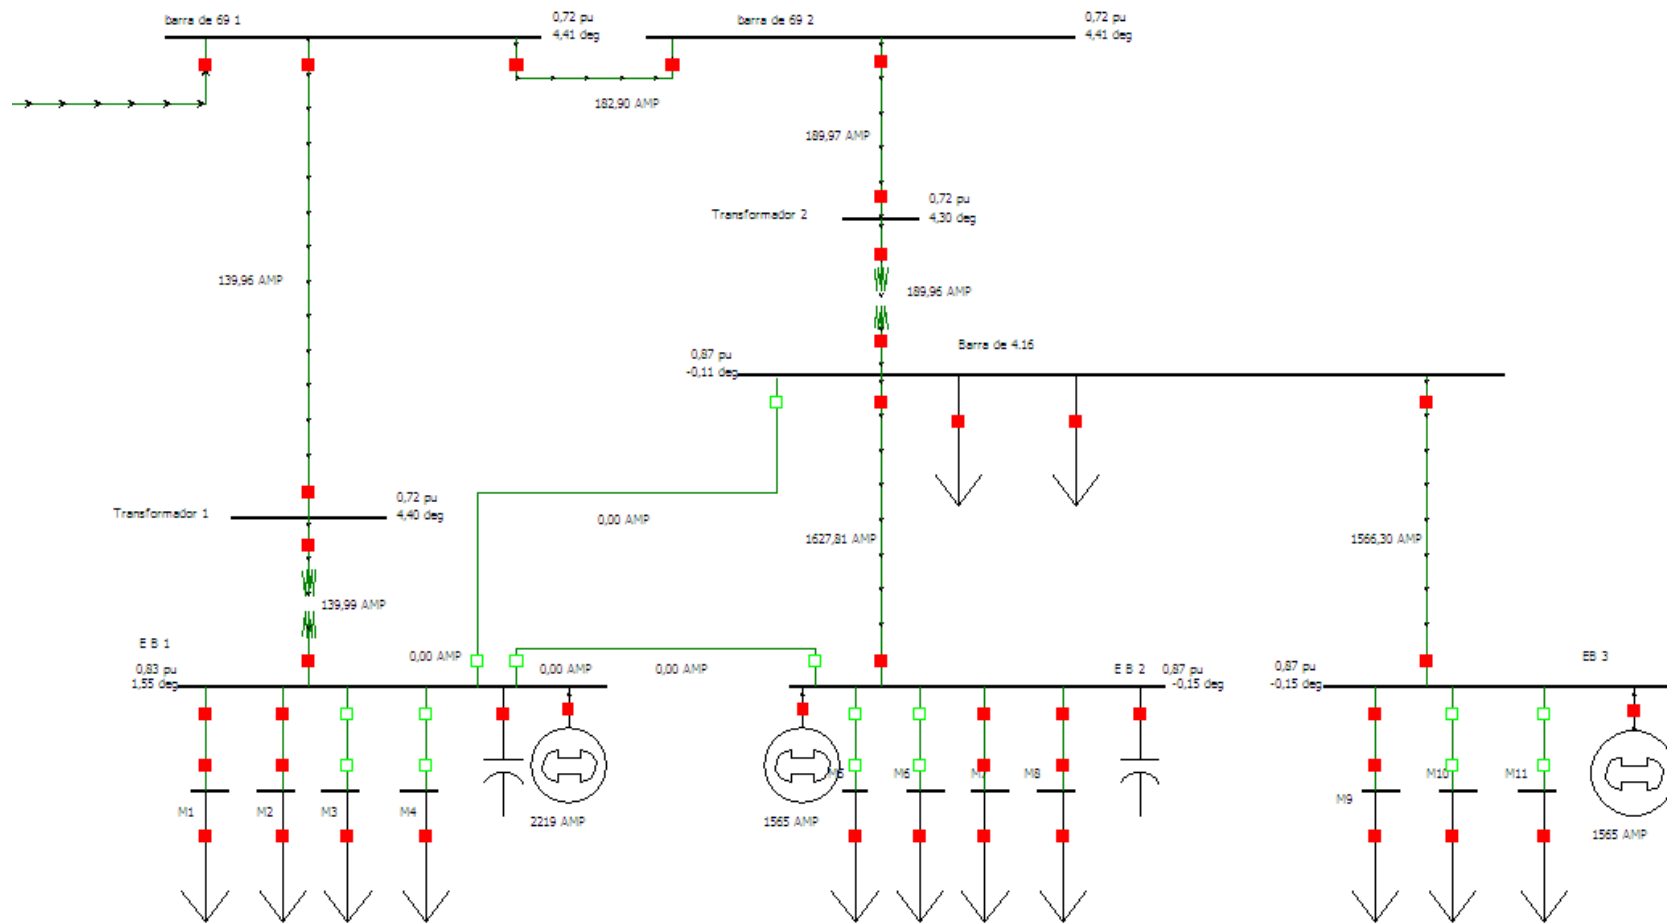 barra de 69 1
0,72 pu
4,41 deg
barra de 69 2
0,72 pu
4,41 deg
182,90 AMP
189,97 AMP
0,72 pu
4,30 deg
Transformador 2
139,96 AMP
189,96 AMP
Barra de 4.16
0,87 pu
-0,11 deg
0,72 pu
4,40 deg
Transformador 1
0,00 AMP
1627,81 AMP
1566,30 AMP
139,99 AMP
E B 1
0,83 pu
1,55 deg
0,00 AMP
0,00 AMP
0,00 AMP
E B 2
0,87 pu
-0,15 deg
0,87 pu
-0,15 deg
EB 3
M1
M2
M3
M4
2219 AMP
1565 AMP
M5
M6
M7
M8
M9
M10
M11
1565 AMP